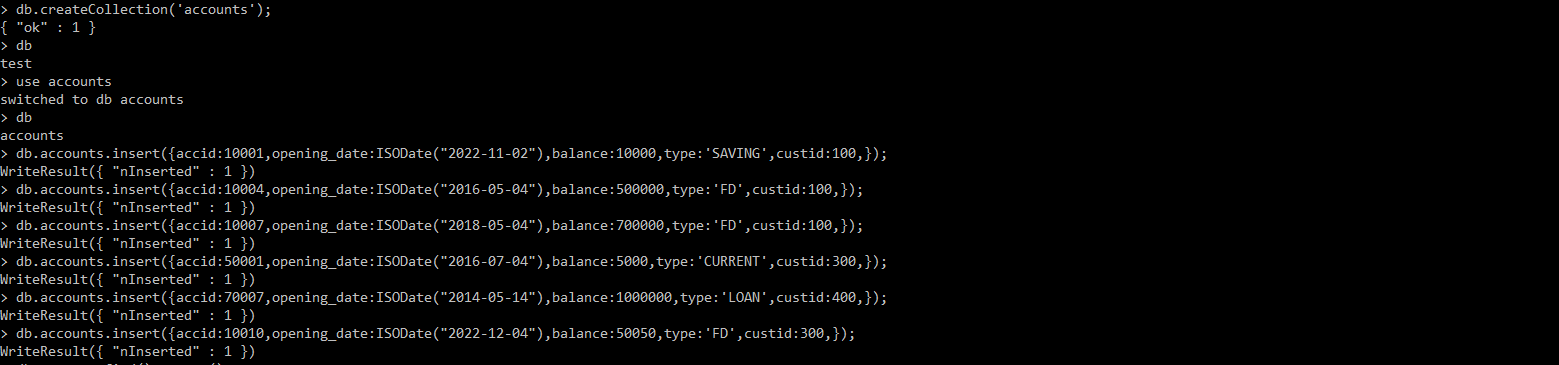 > db.createCollection('accounts');
{ "ok" : 1 }
> db
test
> use accounts
switched to db accounts
> db
accounts
> db.accounts.insert({accid:10001,opening_date:ISODate("2022-11-02"),balance:10000,type:'SAVING',custid:100,});
WriteResult({ "nInserted" : 1 })
> db.accounts.insert({accid:10004,opening_date:ISODate("2016-05-04"),balance:500000,type:'FD',custid:100,});
WriteResult({ "nInserted" : 1 })
> db.accounts.insert({accid:10007,opening_date:ISODate("2018-05-04"),balance:700000,type:'FD',custid:100,});
WriteResult({ "nInserted" : 1 })
> db.accounts.insert({accid:50001,opening_date:ISODate("2016-07-04"),balance:5000,type:'CURRENT',custid:300,});
WriteResult({ "nInserted" : 1 })
> db.accounts.insert({accid:70007,opening_date:ISODate("2014-05-14"),balance:1000000,type:'LOAN',custid:400,});
WriteResult({ "nInserted" : 1 })
> db.accounts.insert({accid:10010,opening_date:ISODate("2022-12-04"),balance:50050,type:'FD',custid:300,});
WriteResult({ "nInserted" : 1 })